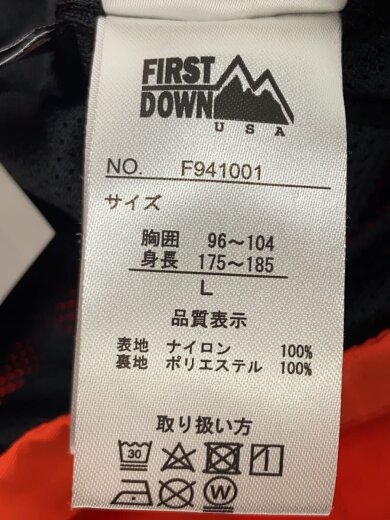 FIRST
DOWN
USA
NO. F941001
サイズ
胸囲 96～104
身長 175～185
L
品質表示
表地 ナイロン 100%
裏地 ポリエステル 100%
取り扱い方
30
W